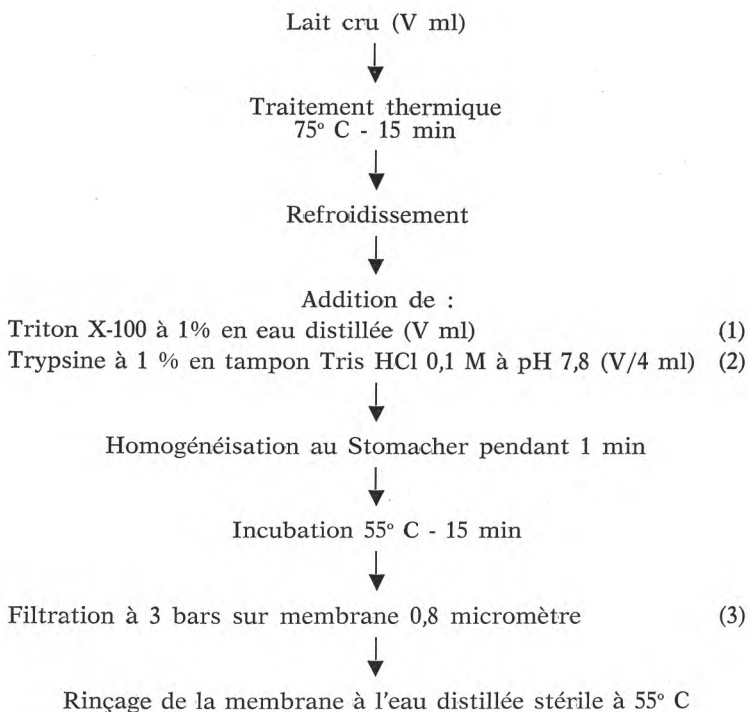 Lait cru (V ml)
Traitement thermique
75° C - 15 min
Refroidissement
Addition de :
Triton X-100 à 1% en eau distillée (V ml) (1)
Trypsine à 1 % en tampon Tris HCl 0,1 M à pH 7,8 (V/4 ml) (2)
Homogénéisation au Stomacher pendant 1 min
Incubation 55° C - 15 min
Filtration à 3 bars sur membrane 0,8 micromètre (3)
Rinçage de la membrane à l'eau distillée stérile à 55° C